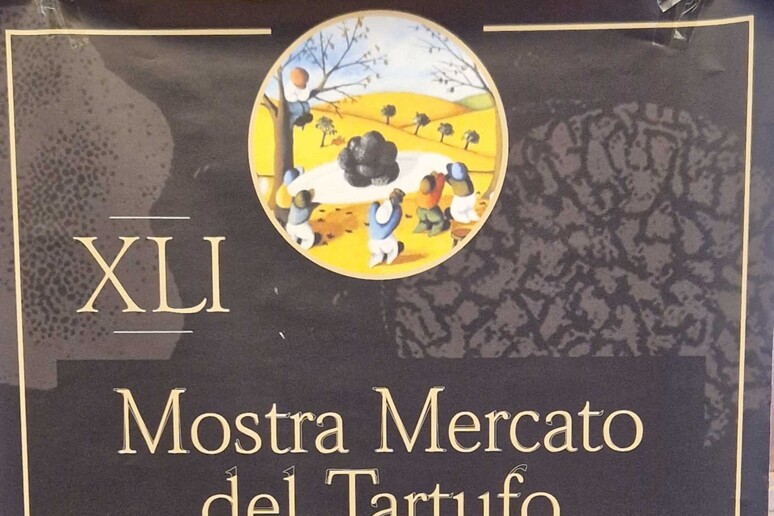 XLI
Mostra Mercato
del Tartufo